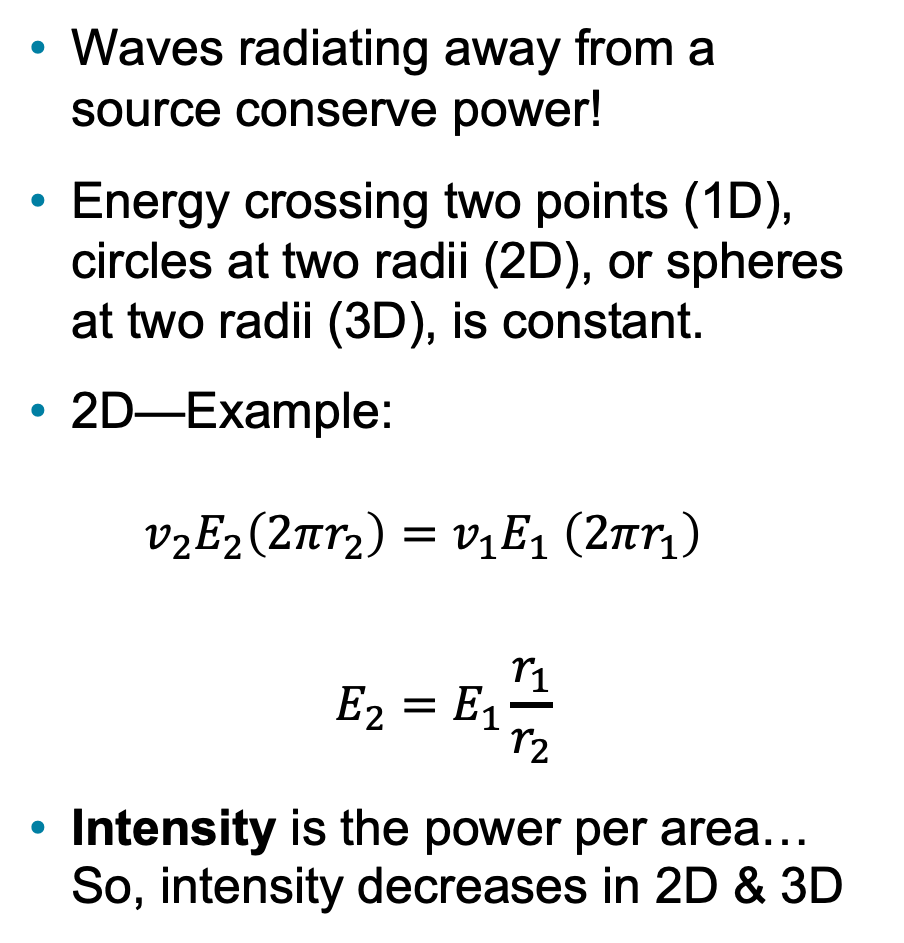 • Waves radiating away from a
source conserve power!
• Energy crossing two points (1D),
circles at two radii (2D), or spheres
at two radii (3D), is constant.
• 2D—Example:
𝑣₂𝐸₂(2𝜋𝑟₂) = 𝑣₁𝐸₁ (2𝜋𝑟₁)
𝐸₂ = 𝐸₁ 𝑟₁/𝑟₂
• Intensity is the power per area…
So, intensity decreases in 2D & 3D